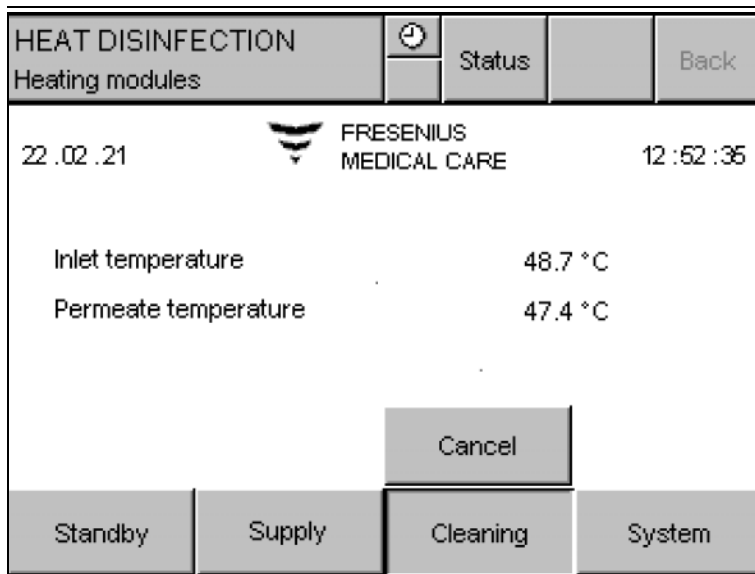 HEAT DISINFECTION
Heating modules
Status
Back
22 .02 .21
FRESENIUS
MEDICAL CARE
12 :52 :35
Inlet temperature 48.7 °C
Permeate temperature 47.4 °C
Cancel
Standby Supply Cleaning System